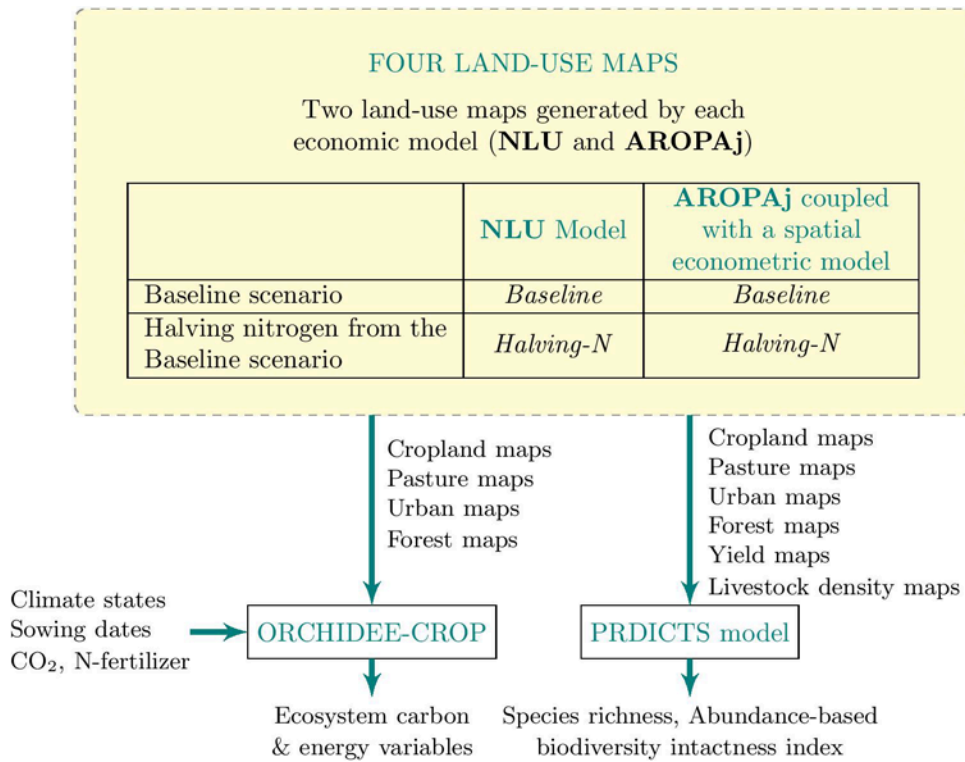 FOUR LAND-USE MAPS
Two land-use maps generated by each
economic model (NLU and AROPAj)
NLU Model
AROPAj coupled
with a spatial
econometric model
Baseline scenario
Baseline
Baseline
Halving nitrogen from the
Baseline scenario
Halving-N
Halving-N
Cropland maps
Pasture maps
Urban maps
Forest maps
Cropland maps
Pasture maps
Urban maps
Forest maps
Yield maps
Livestock density maps
Climate states
Sowing dates
CO₂, N-fertilizer
ORCHIDEE-CROP
PRDICTS model
Ecosystem carbon
& energy variables
Species richness, Abundance-based
biodiversity intactness index